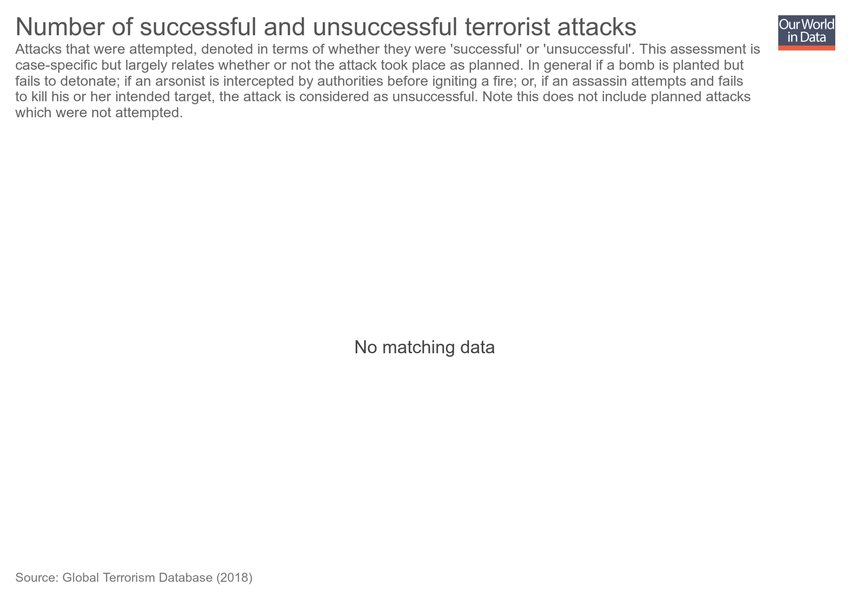 Number of successful and unsuccessful terrorist attacks
Our World
in Data
Attacks that were attempted, denoted in terms of whether they were 'successful' or 'unsuccessful'. This assessment is
case-specific but largely relates whether or not the attack took place as planned. In general if a bomb is planted but
fails to detonate; if an arsonist is intercepted by authorities before igniting a fire; or, if an assassin attempts and fails
to kill his or her intended target, the attack is considered as unsuccessful. Note this does not include planned attacks
which were not attempted.
No matching data
Source: Global Terrorism Database (2018)